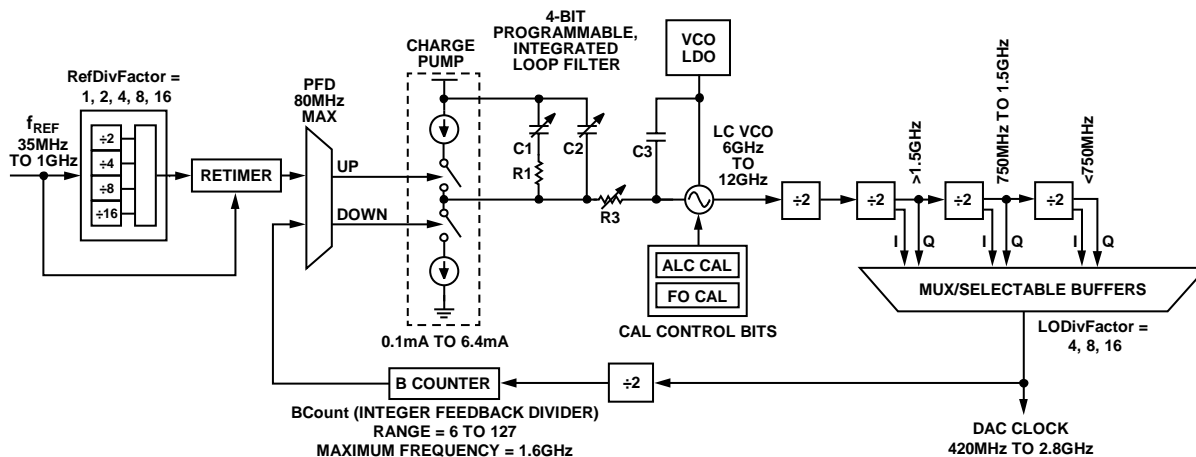 4-BIT
PROGRAMMABLE,
INTEGRATED
LOOP FILTER
VCO
LDO
CHARGE
PUMP
RefDivFactor =
1, 2, 4, 8, 16
PFD
80MHz
MAX
fREF
35MHz
TO 1GHz
÷2
÷4
÷8
÷16
RETIMER
UP
DOWN
C1
R1
C2
R3
C3
LC VCO
6GHz
TO
12GHz
÷2
÷2
>1.5GHz
÷2
750MHz TO 1.5GHz
÷2
<750MHz
I
Q
I
Q
I
Q
ALC CAL
FO CAL
CAL CONTROL BITS
MUX/SELECTABLE BUFFERS
LODivFactor =
4, 8, 16
0.1mA TO 6.4mA
B COUNTER
÷2
BCount (INTEGER FEEDBACK DIVIDER)
RANGE = 6 TO 127
MAXIMUM FREQUENCY = 1.6GHz
DAC CLOCK
420MHz TO 2.8GHz